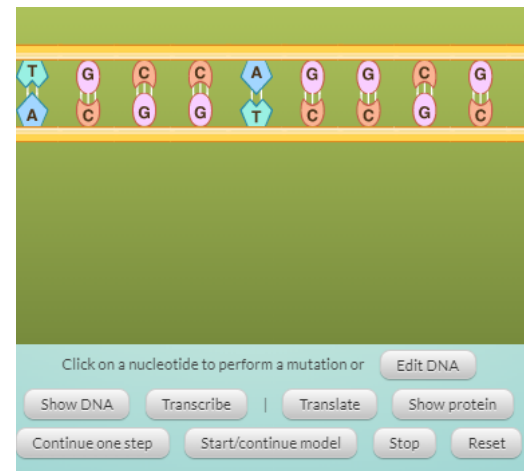 T G C C A G G C G
A C G G T C C G C
Click on a nucleotide to perform a mutation or Edit DNA
Show DNA Transcribe | Translate Show protein
Continue one step Start/continue model Stop Reset